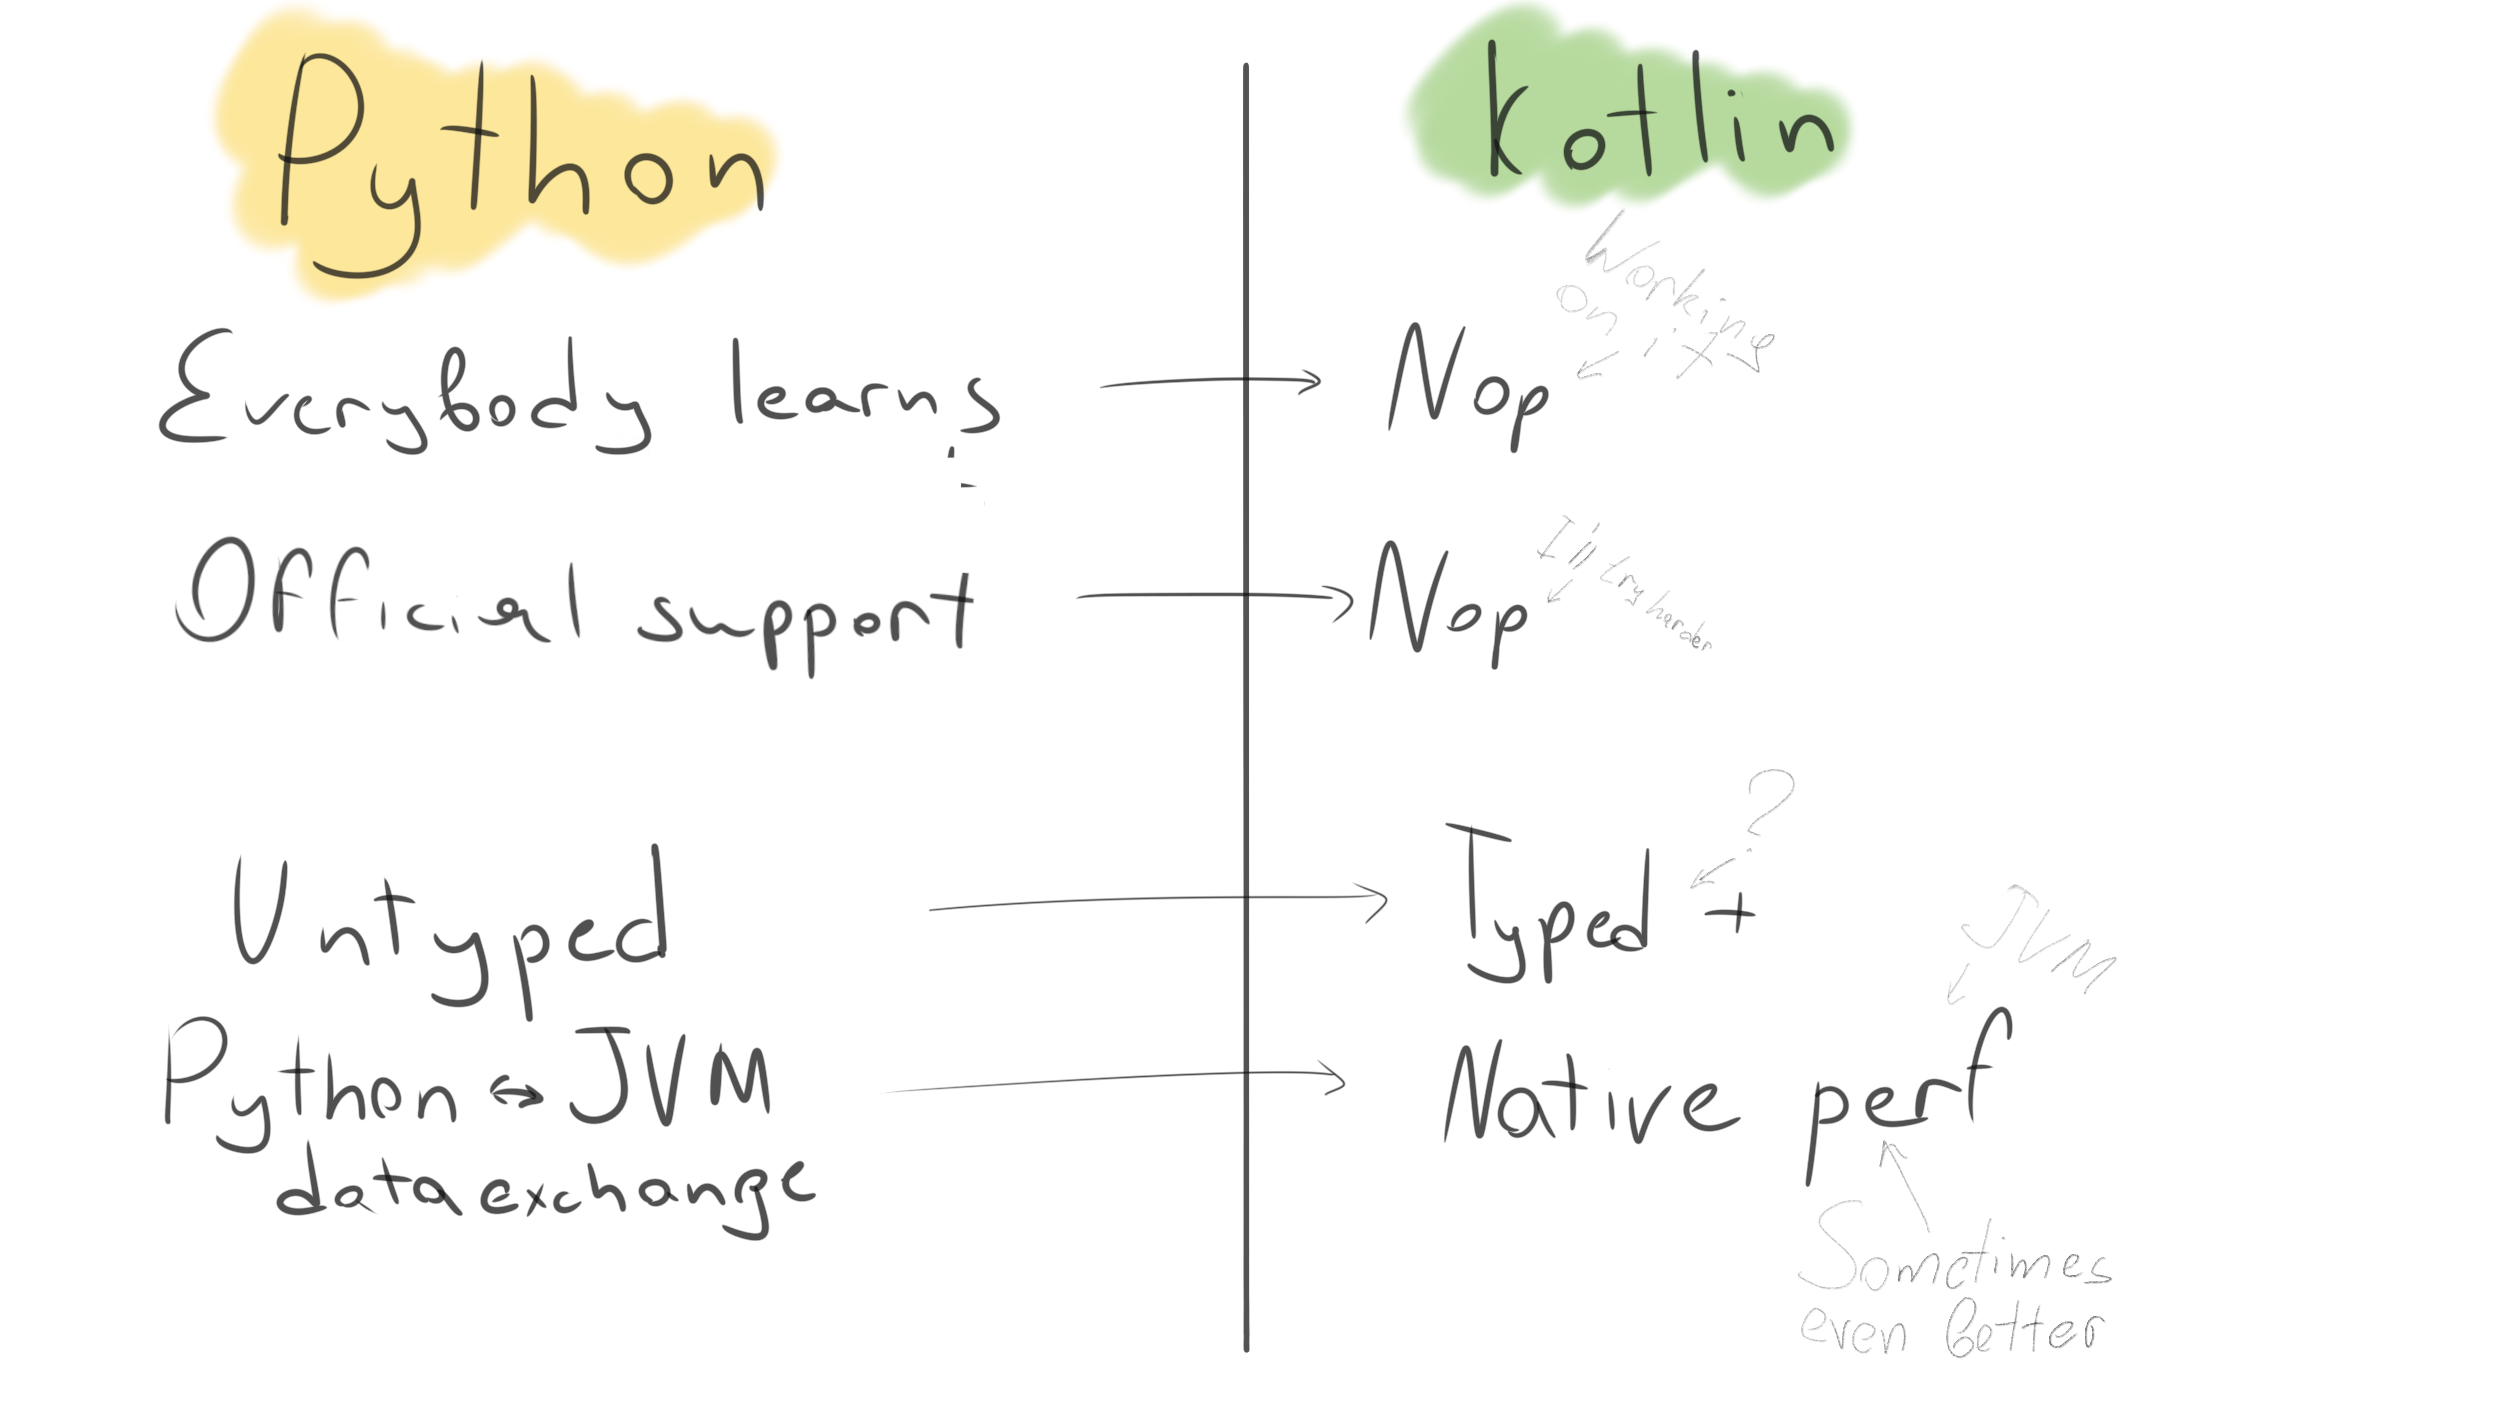 Python
Kotlin
Working
on it
Everybody learns → Nop
I'll try harder
Official support → Nop
?
Untyped → Typed +
JVM
Python ↔ JVM → Native perf
data exchange
Sometimes
even better